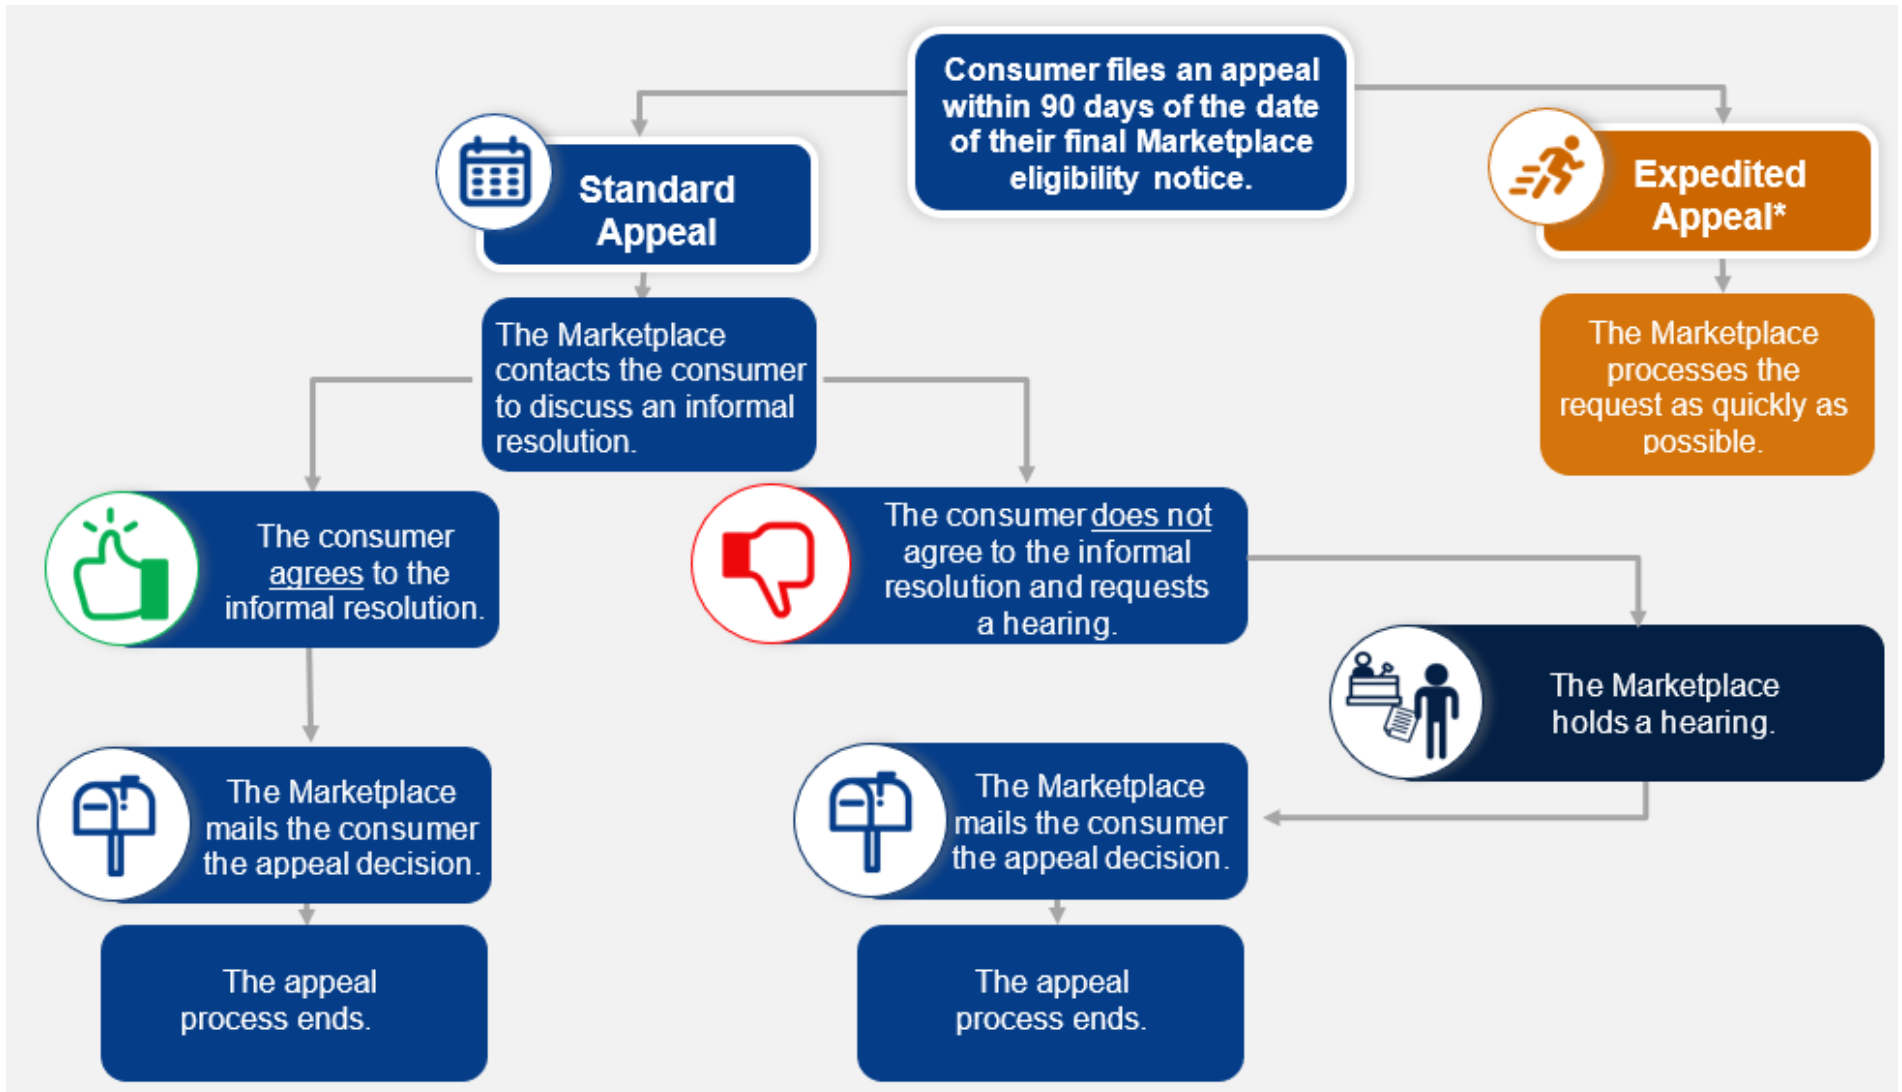 Consumer files an appeal
within 90 days of the date
of their final Marketplace
eligibility notice.
Standard
Appeal
Expedited
Appeal*
The Marketplace
contacts the consumer
to discuss an informal
resolution.
The Marketplace
processes the
request as quickly as
possible.
The consumer
agrees to the
informal resolution.
The consumer does not
agree to the informal
resolution and requests
a hearing.
The Marketplace
holds a hearing.
The Marketplace
mails the consumer
the appeal decision.
The Marketplace
mails the consumer
the appeal decision.
The appeal
process ends.
The appeal
process ends.